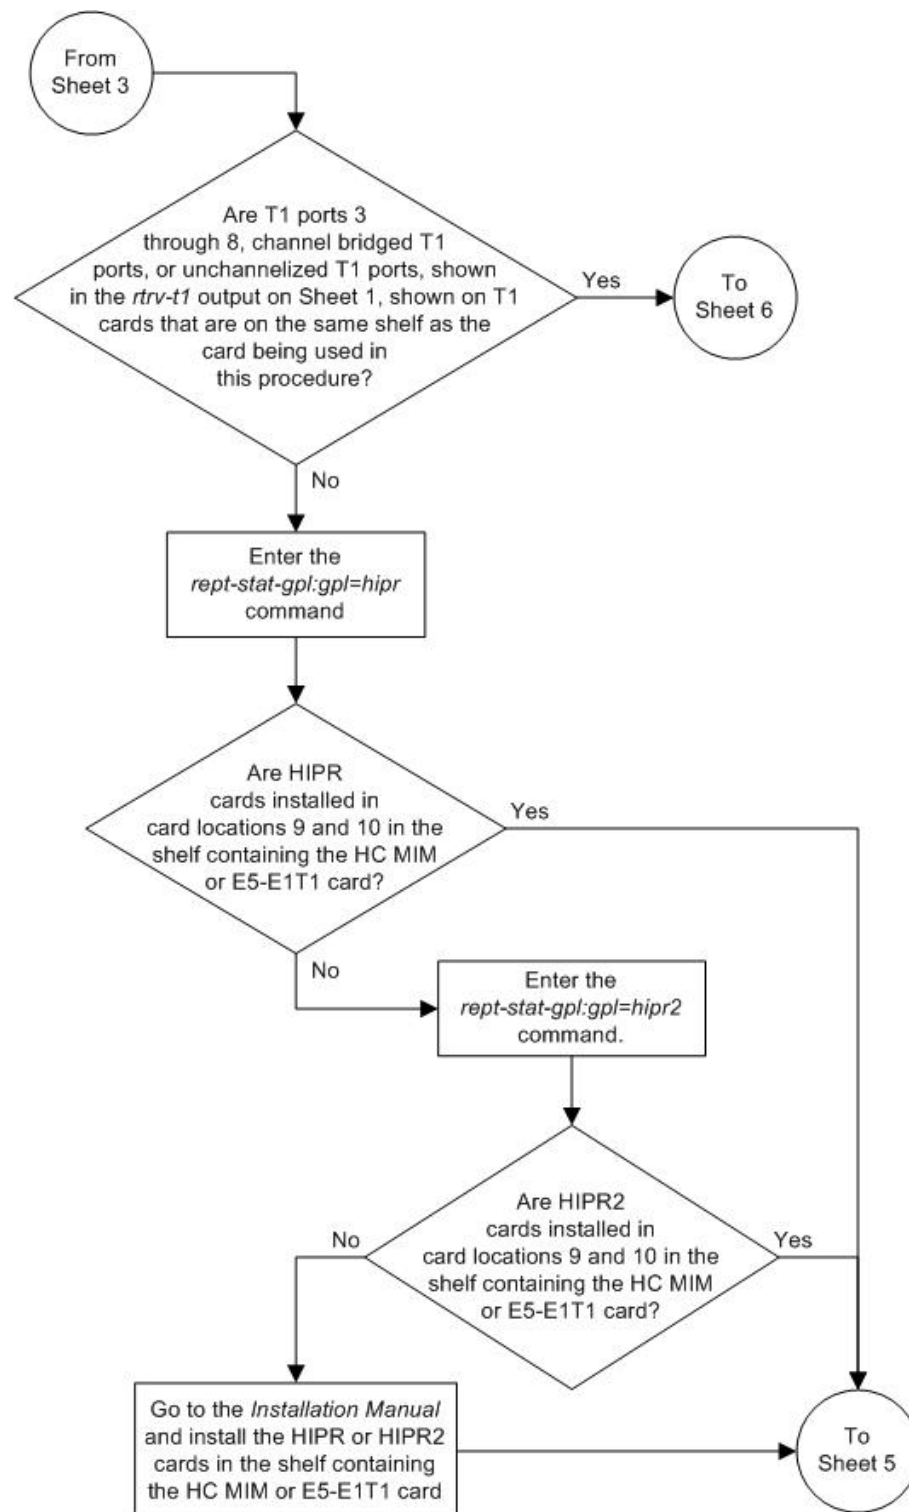 From
Sheet 3
Are T1 ports 3
through 8, channel bridged T1
ports, or unchannelized T1 ports, shown
in the rtrv-t1 output on Sheet 1, shown on T1
cards that are on the same shelf as the
card being used in
this procedure?
Yes
To
Sheet 6
No
Enter the
rept-stat-gpl:gpl=hipr
command
Are HIPR
cards installed in
card locations 9 and 10 in the
shelf containing the HC MIM
or E5-E1T1 card?
Yes
No
Enter the
rept-stat-gpl:gpl=hipr2
command.
Are HIPR2
cards installed in
card locations 9 and 10 in the
shelf containing the HC MIM
or E5-E1T1 card?
No
Yes
Go to the Installation Manual
and install the HIPR or HIPR2
cards in the shelf containing
the HC MIM or E5-E1T1 card
To
Sheet 5